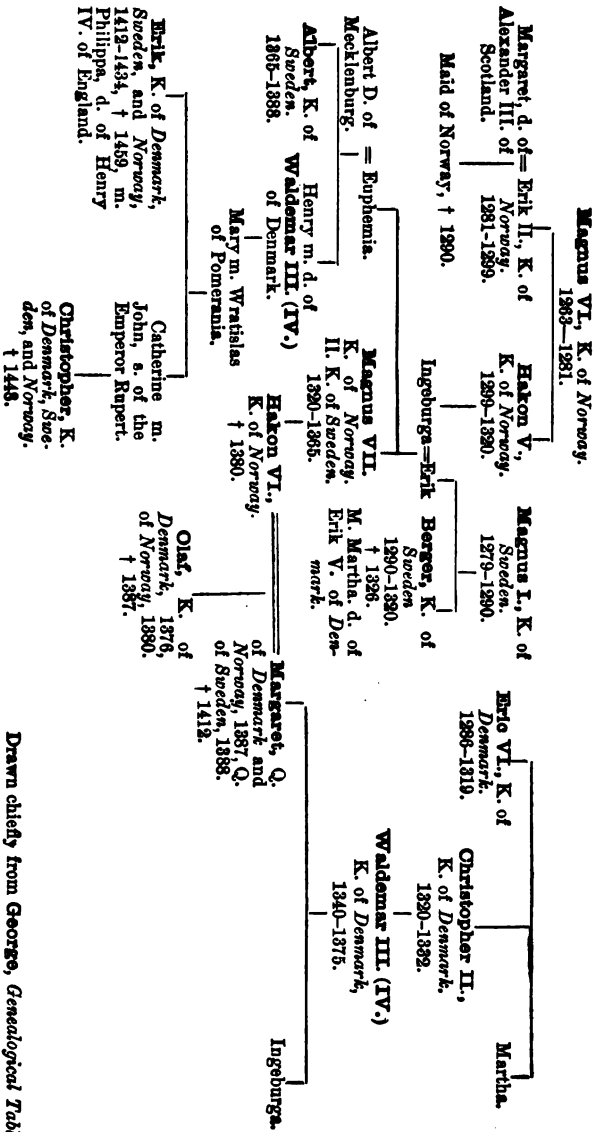 Magnus VI., K. of Norway.
1263—1281.
Margaret, d. of = Erik II., K. of
Alexander III. of Norway.
Scotland. 1281-1299.
Maid of Norway, † 1290.
Hakon V.,
K. of Norway.
1299-1320.
Magnus I., K. of
Sweden.
1279-1290.
Ingeburga=Erik
Berger, K. of
Sweden
1290-1320.
† 1326.
M. Martha. d. of
Erik V. of Den-
mark.
Eric VI., K. of
Denmark.
1286-1319.
Christopher II.,
K. of Denmark.
1320-1332.
Martha.
Albert D. of = Euphemia.
Mecklenburg.
Magnus VII.
K. of Norway.
II. K. of Sweden.
1320-1365.
Waldemar III. (IV.)
K. of Denmark,
1340-1375.
Albert, K. of
Sweden.
1365-1388.
Henry m. d. of
Waldemar III. (IV.)
of Denmark.
Hakon VI.,
K. of Norway.
† 1380.
Margaret, Q.
of Denmark and
Norway, 1387, Q.
of Sweden, 1388.
† 1412.
Ingeburga.
Mary m. Wratislas
of Pomerania.
Olaf, K. of
Denmark, 1376,
of Norway, 1380.
† 1387.
Erik, K. of Denmark,
Sweden, and Norway,
1412-1434, † 1459, m.
Philippa, d. of Henry
IV. of England.
Catherine m.
John, s. of the
Emperor Rupert.
Christopher, K.
of Denmark, Swe-
den, and Norway.
† 1448.
Drawn chiefly from George, Genealogical Tabl